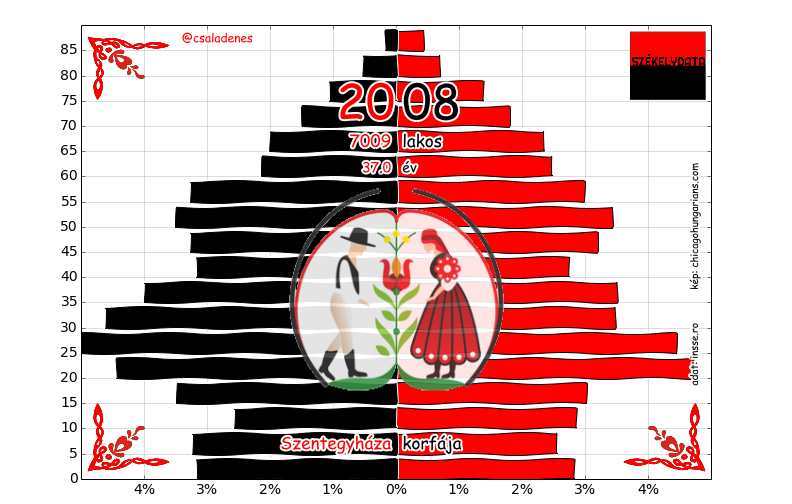 @csaladenes
SZÉKELYDATA
2008
7009 lakos
37.0 év
kép: chicagohungarians.com
adat: insse.ro
Szentegyháza korfája
85
80
75
70
65
60
55
50
45
40
35
30
25
20
15
10
5
0
4% 3% 2% 1% 0% 1% 2% 3% 4%